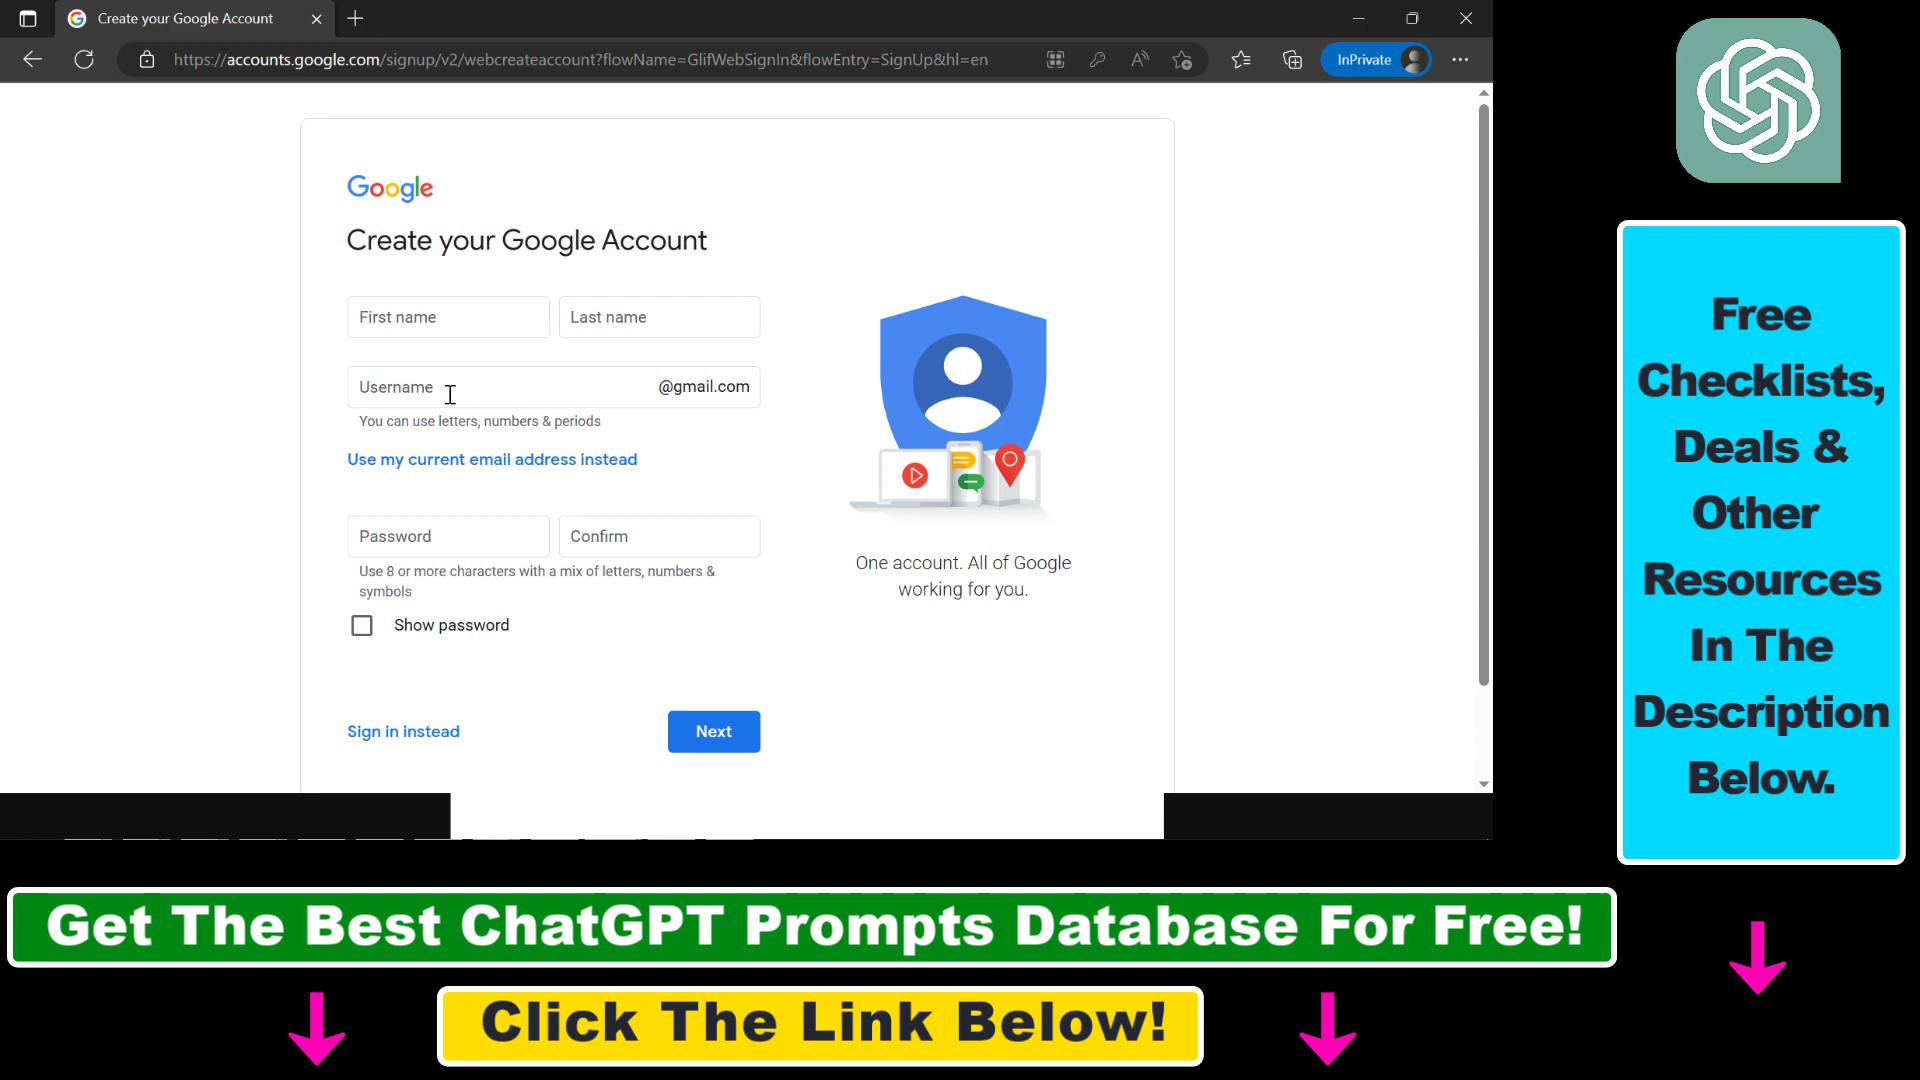 Create your Google Account
https://accounts.google.com/signup/v2/webcreateaccount?flowName=GlifWebSignIn&flowEntry=SignUp&hl=en
InPrivate
Google
Create your Google Account
First name
Last name
Username
@gmail.com
You can use letters, numbers & periods
Use my current email address instead
Password
Confirm
Use 8 or more characters with a mix of letters, numbers &
symbols
Show password
Sign in instead
Next
One account. All of Google
working for you.
Free
Checklists,
Deals &
Other
Resources
In The
Description
Below.
Get The Best ChatGPT Prompts Database For Free!
Click The Link Below!